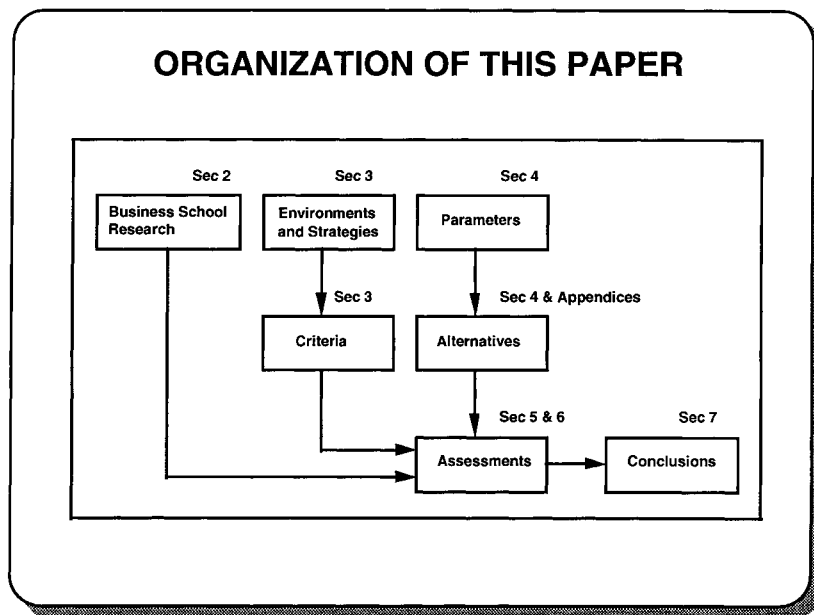 ORGANIZATION OF THIS PAPER
Sec 2
Sec 3
Sec 4
Business School
Research
Environments
and Strategies
Parameters
Sec 3
Sec 4 & Appendices
Criteria
Alternatives
Sec 5 & 6
Sec 7
Assessments
Conclusions